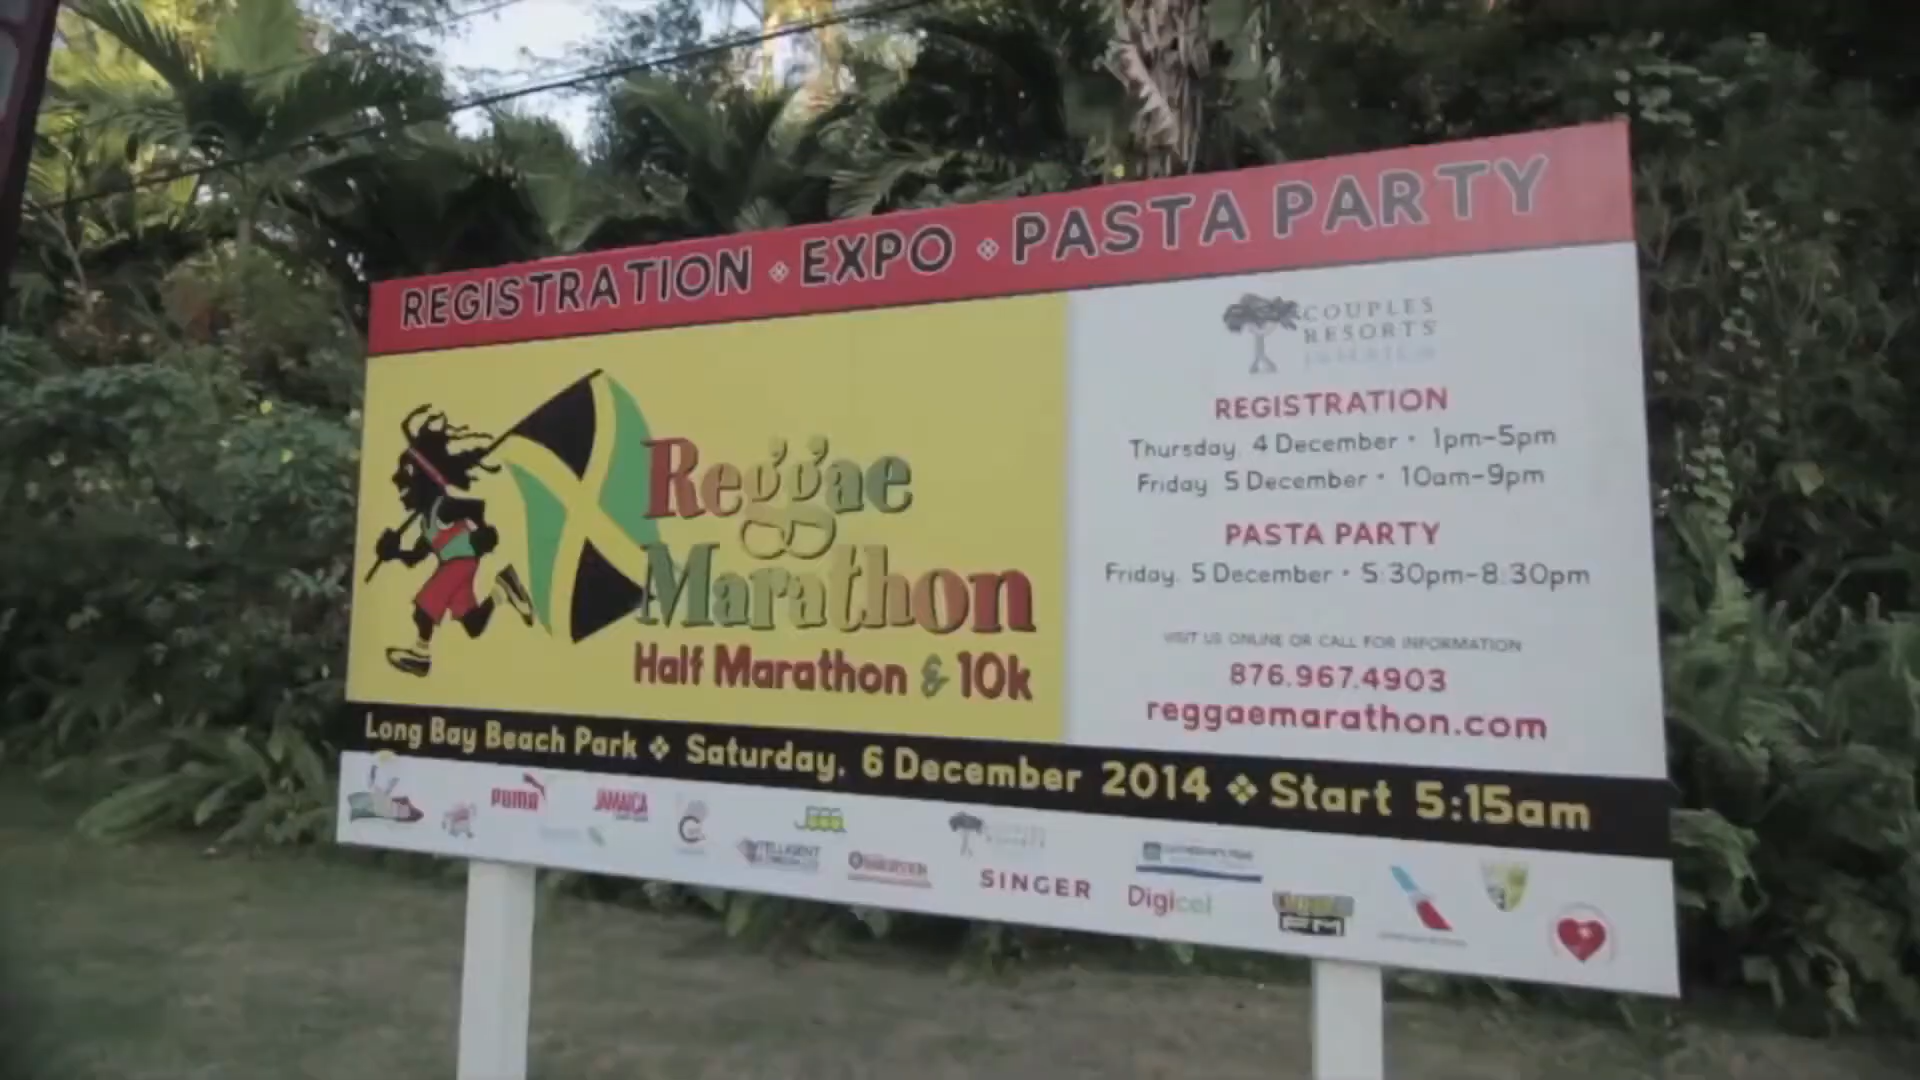 REGISTRATION ❖ EXPO ❖ PASTA PARTY
Reggae
Marathon
Half Marathon & 10k
COUPLES
RESORTS
JAMAICA
REGISTRATION
Thursday, 4 December • 1pm-5pm
Friday, 5 December • 10am-9pm
PASTA PARTY
Friday, 5 December • 5:30pm-8:30pm
VISIT US ONLINE OR CALL FOR INFORMATION
876.967.4903
reggaemarathon.com
Long Bay Beach Park ❖ Saturday, 6 December 2014 ❖ Start 5:15am
PUMA
JAMAICA
COUPLES
SINGER
Digicel